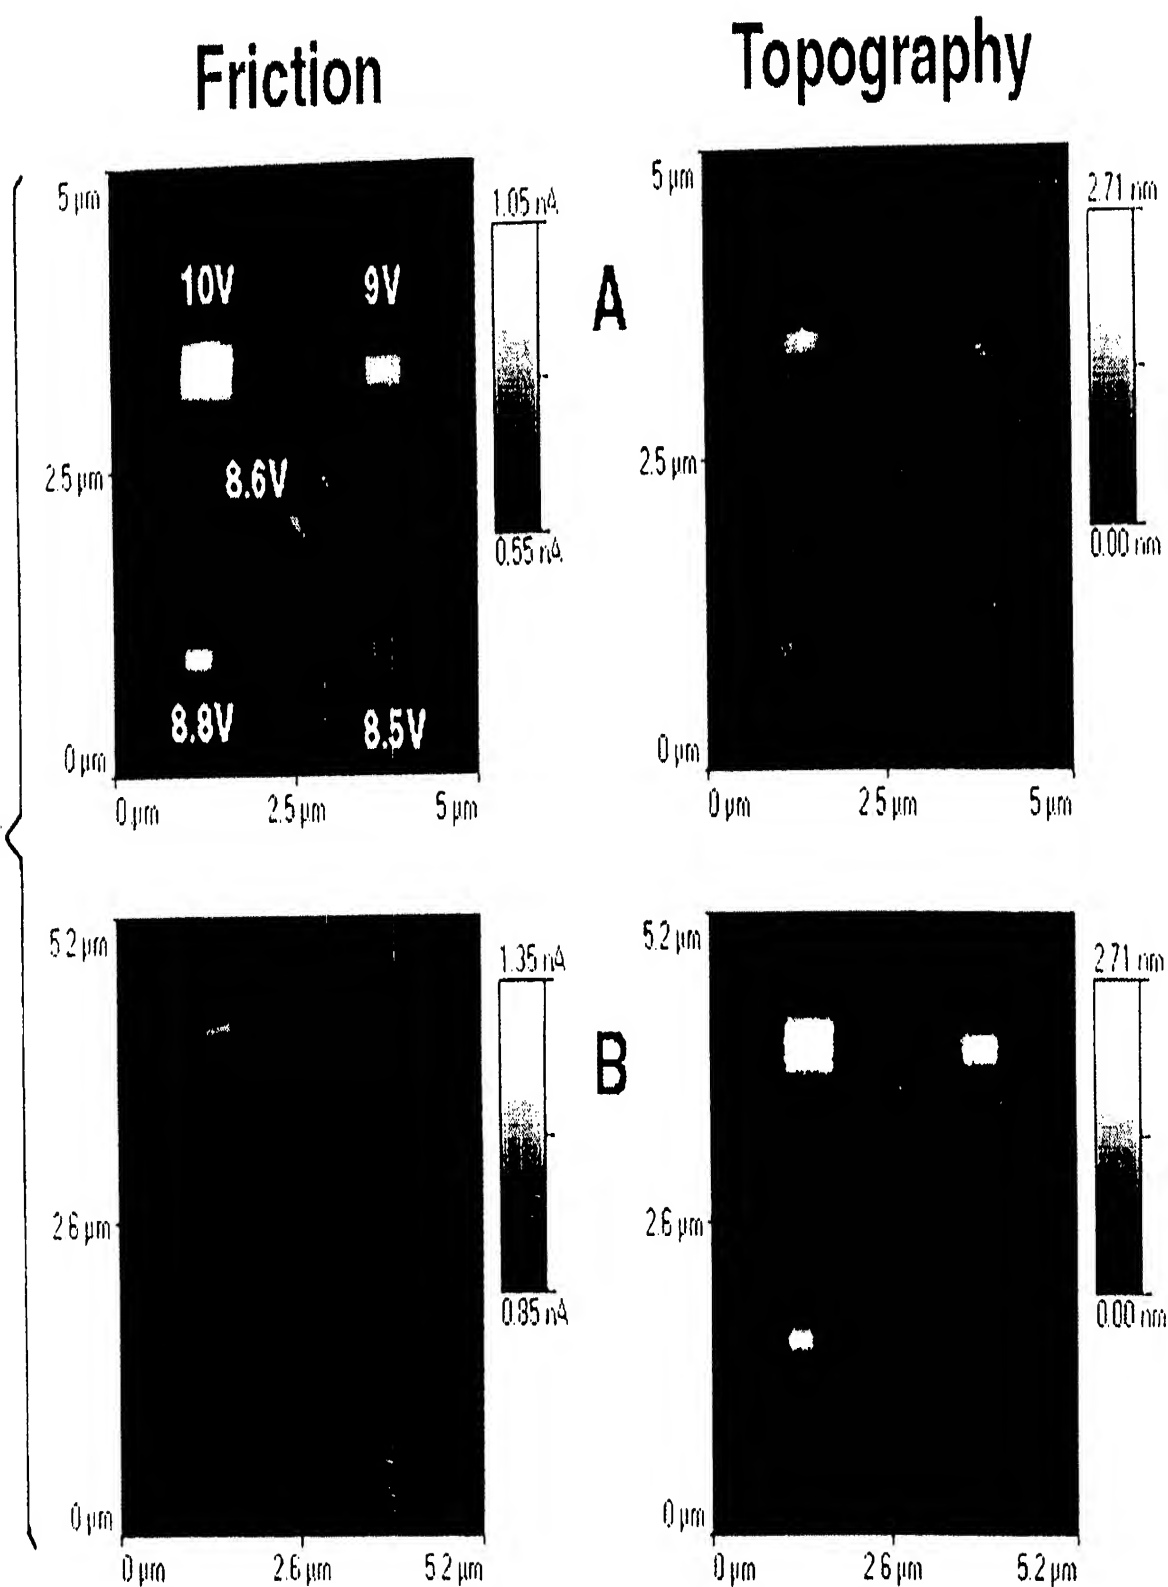 Friction
Topography
5 µm
10V
9V
8.6V
2.5 µm
8.8V
8.5V
0 µm
0 µm
2.5 µm
5 µm
1.05 nA
0.55 nA
A
5 µm
2.5 µm
0 µm
0 µm
2.5 µm
5 µm
2.71 nm
0.00 nm
5.2 µm
2.6 µm
0 µm
0 µm
2.6 µm
5.2 µm
1.35 nA
0.85 nA
B
5.2 µm
2.6 µm
0 µm
0 µm
2.6 µm
5.2 µm
2.71 nm
0.00 nm